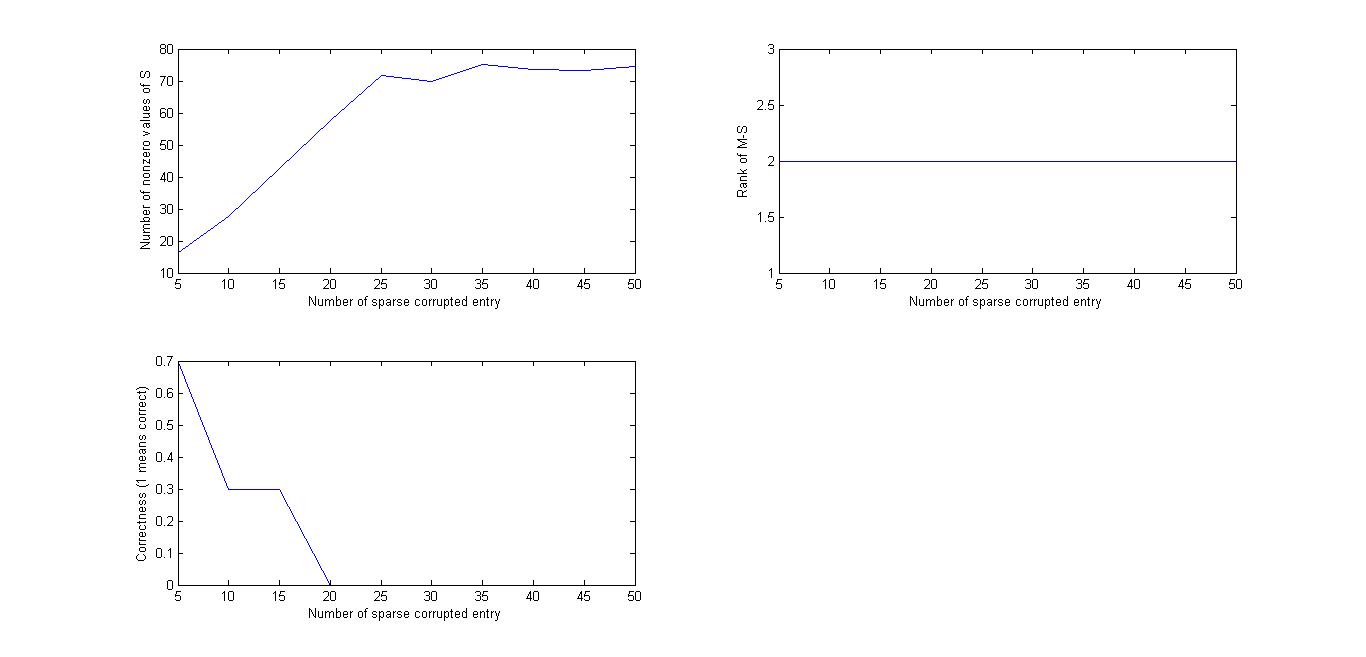 80
70
60
50
40
30
20
10
Number of nonzero values of S
5 10 15 20 25 30 35 40 45 50
Number of sparse corrupted entry
3
2.5
2
1.5
1
Rank of M-S
5 10 15 20 25 30 35 40 45 50
Number of sparse corrupted entry
0.7
0.6
0.5
0.4
0.3
0.2
0.1
0
Correctness (1 means correct)
5 10 15 20 25 30 35 40 45 50
Number of sparse corrupted entry